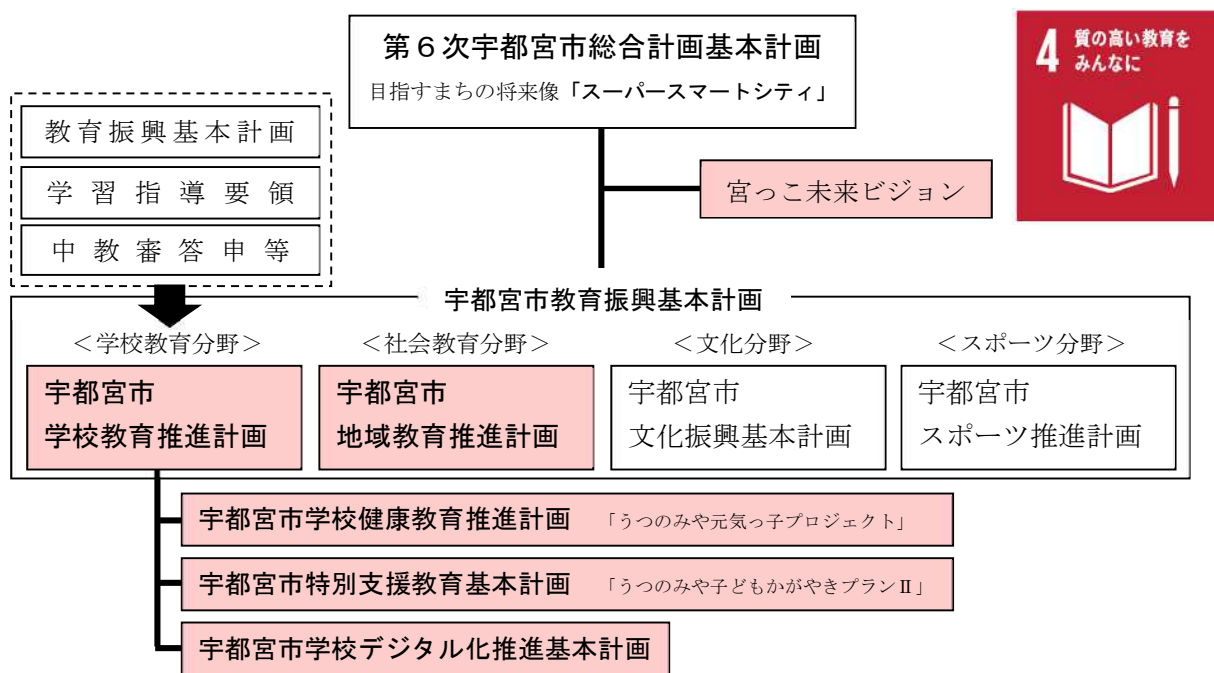 第６次宇都宮市総合計画基本計画
目指すまちの将来像「スーパースマートシティ」
4 質の高い教育を
みんなに
教育振興基本計画
学習指導要領
中教審答申等
宮っこ未来ビジョン
宇都宮市教育振興基本計画
＜学校教育分野＞
宇都宮市
学校教育推進計画
＜社会教育分野＞
宇都宮市
地域教育推進計画
＜文化分野＞
宇都宮市
文化振興基本計画
＜スポーツ分野＞
宇都宮市
スポーツ推進計画
宇都宮市学校健康教育推進計画 「うつのみや元気っ子プロジェクト」
宇都宮市特別支援教育基本計画 「うつのみや子どもかがやきプランⅡ」
宇都宮市学校デジタル化推進基本計画